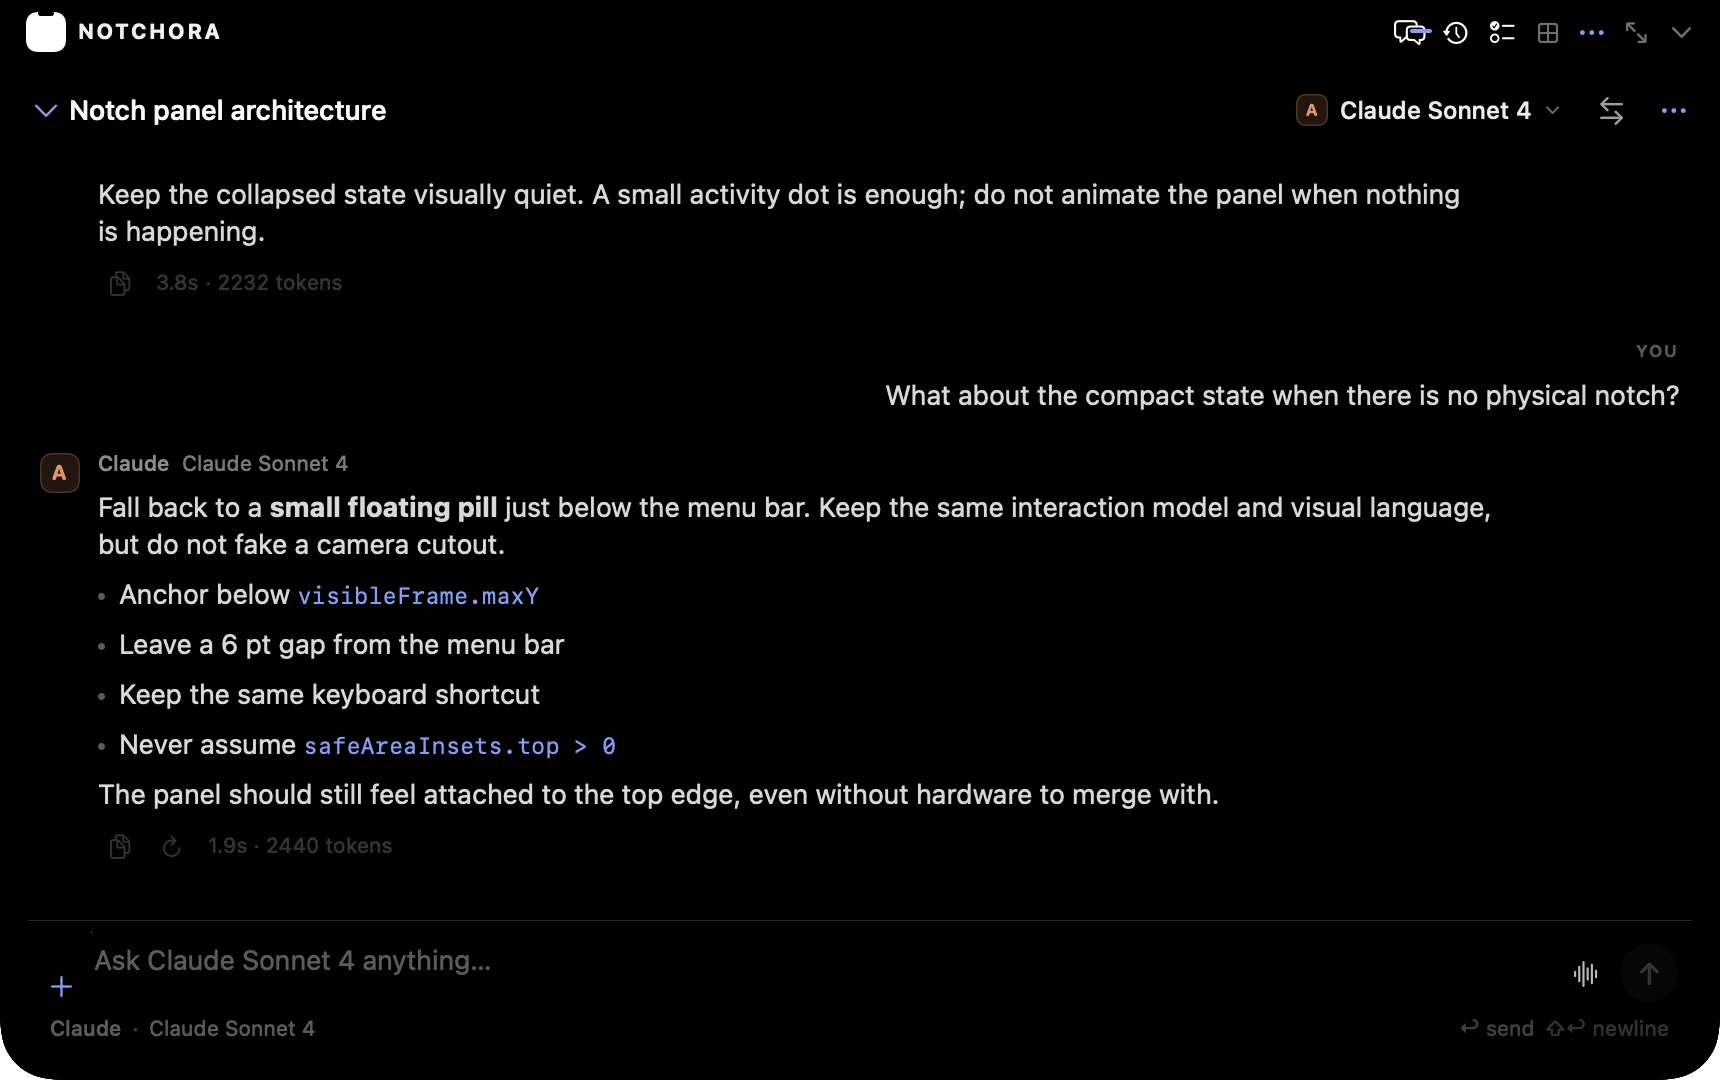 NOTCHORA
Notch panel architecture
A Claude Sonnet 4
Keep the collapsed state visually quiet. A small activity dot is enough; do not animate the panel when nothing
is happening.
3.8s · 2232 tokens
YOU
What about the compact state when there is no physical notch?
A
Claude Claude Sonnet 4
Fall back to a small floating pill just below the menu bar. Keep the same interaction model and visual language,
but do not fake a camera cutout.
• Anchor below visibleFrame.maxY
• Leave a 6 pt gap from the menu bar
• Keep the same keyboard shortcut
• Never assume safeAreaInsets.top > 0
The panel should still feel attached to the top edge, even without hardware to merge with.
1.9s · 2440 tokens
Ask Claude Sonnet 4 anything...
Claude · Claude Sonnet 4
↩ send ⇧↩ newline